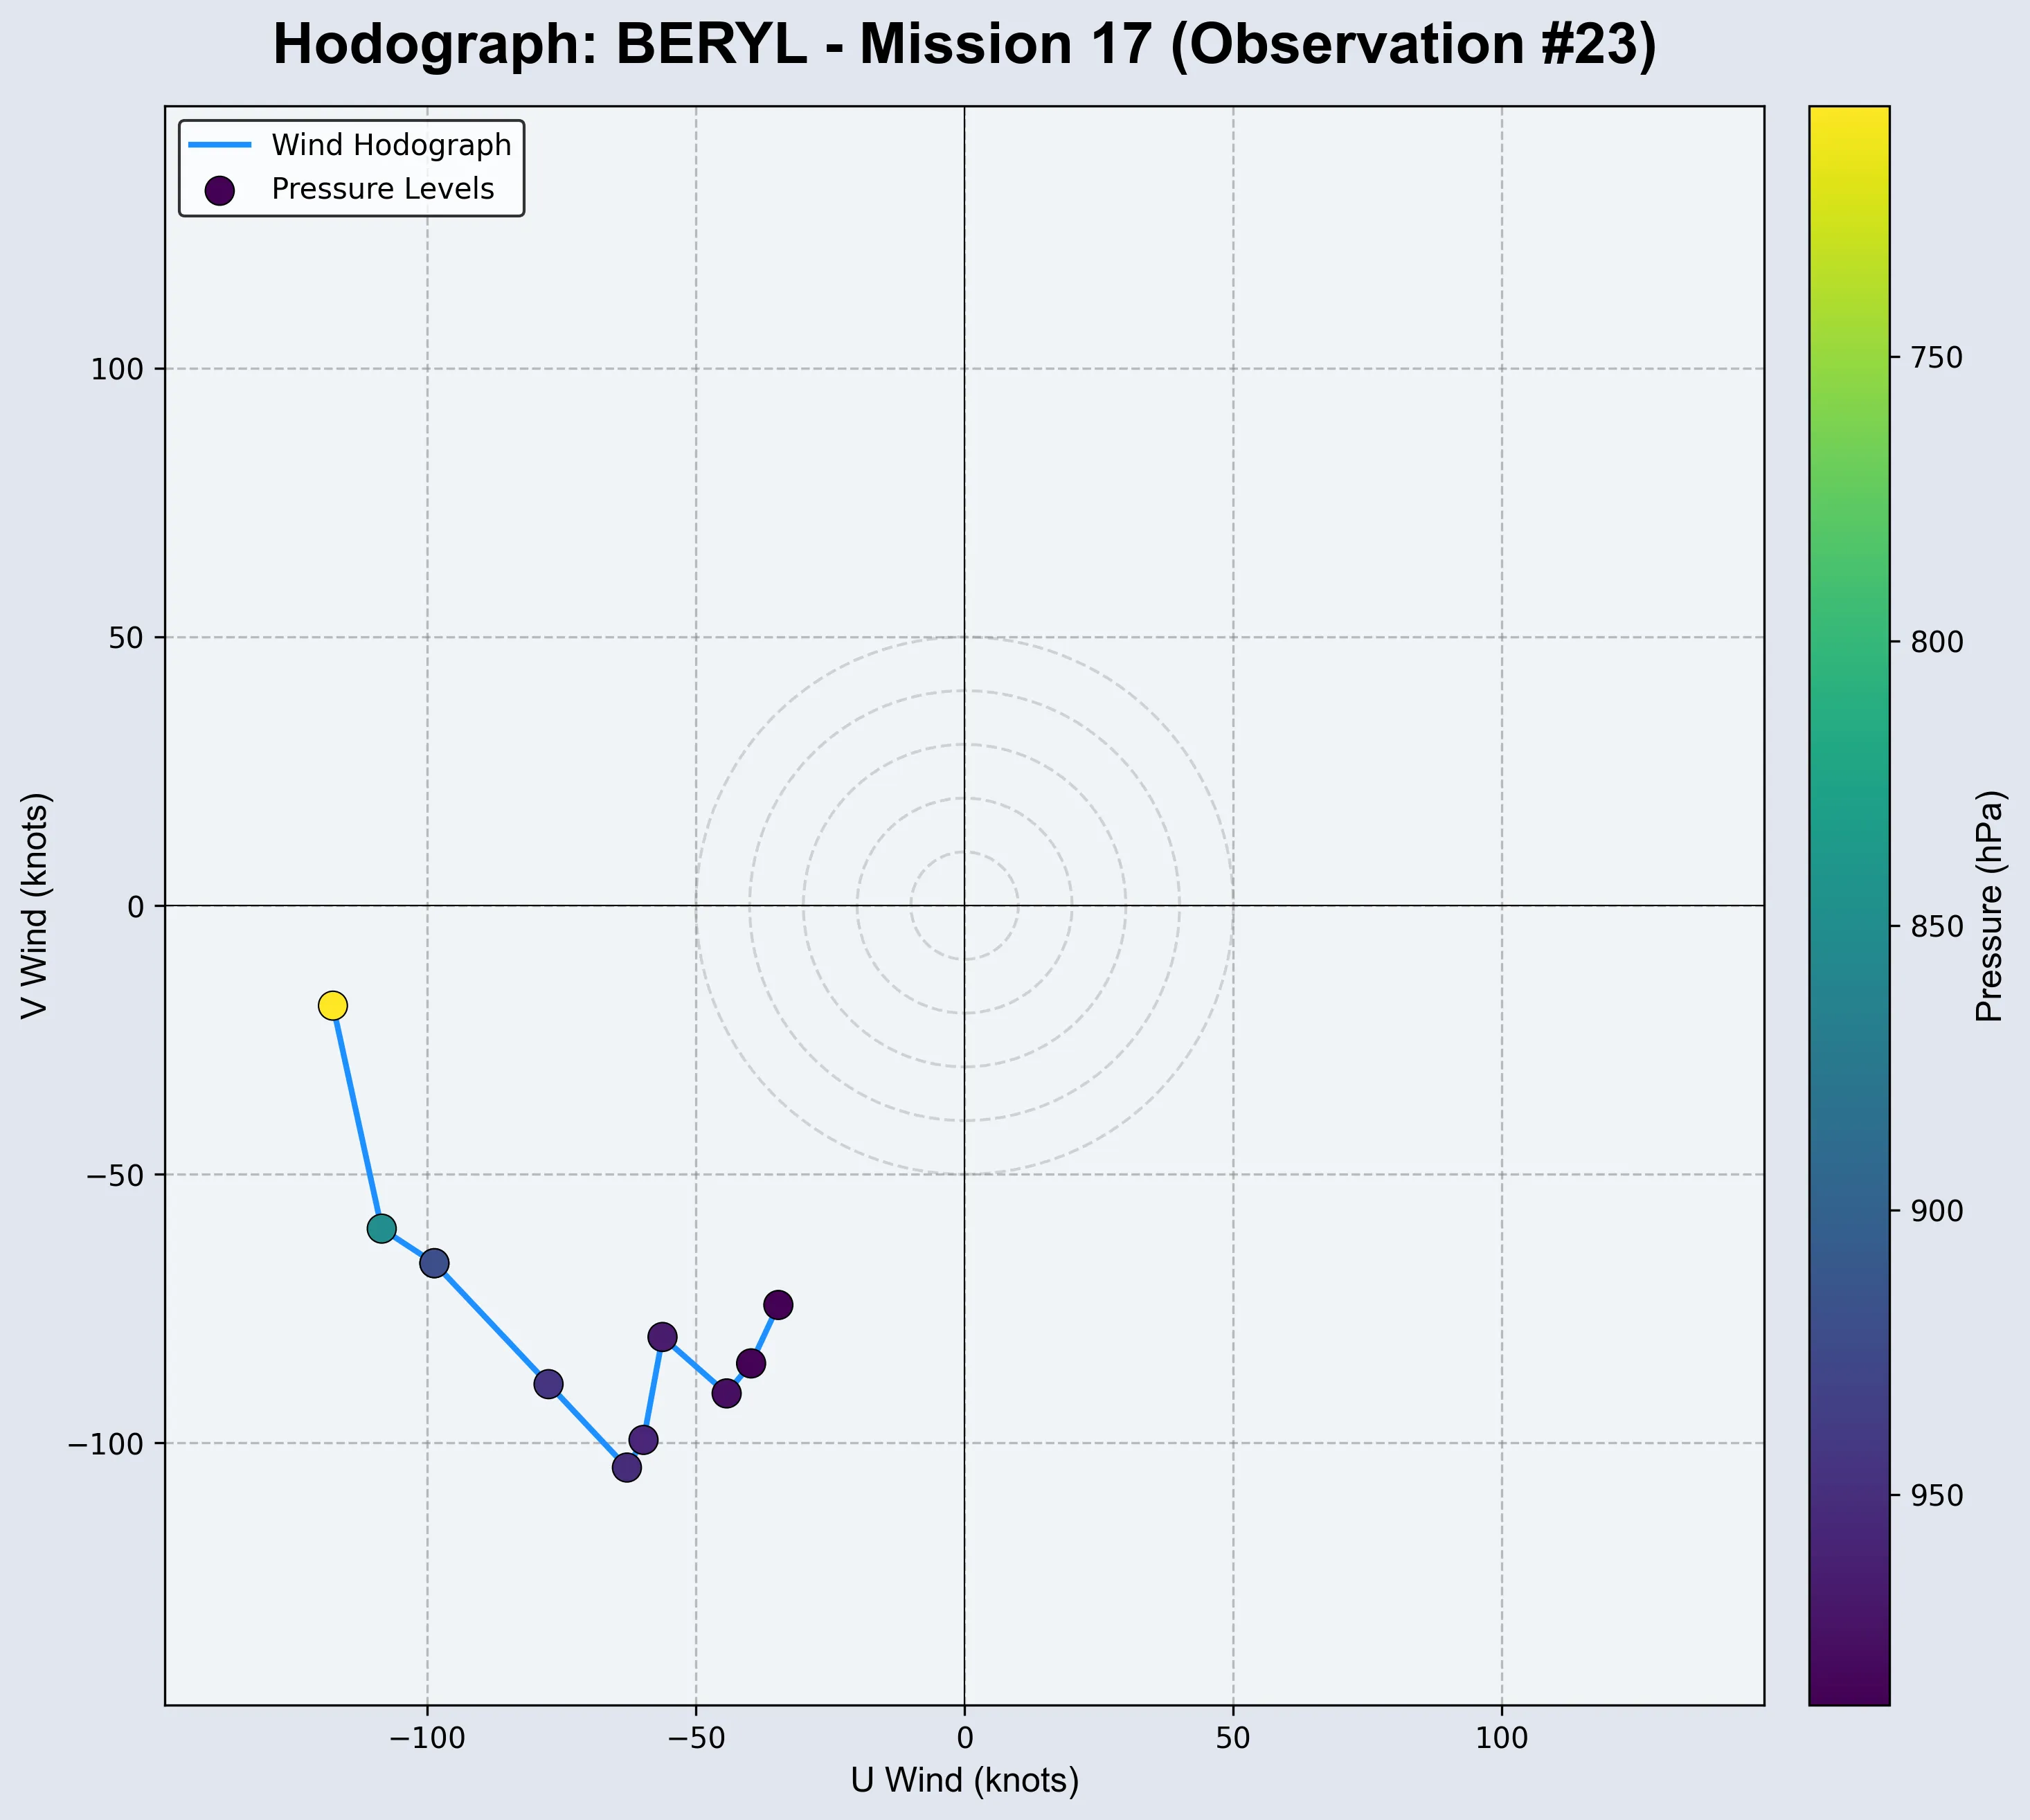 Hodograph: BERYL - Mission 17 (Observation #23)
Wind Hodograph
Pressure Levels
100
50
0
−50
−100
V Wind (knots)
−100
−50
0
50
100
U Wind (knots)
750
800
850
900
950
Pressure (hPa)